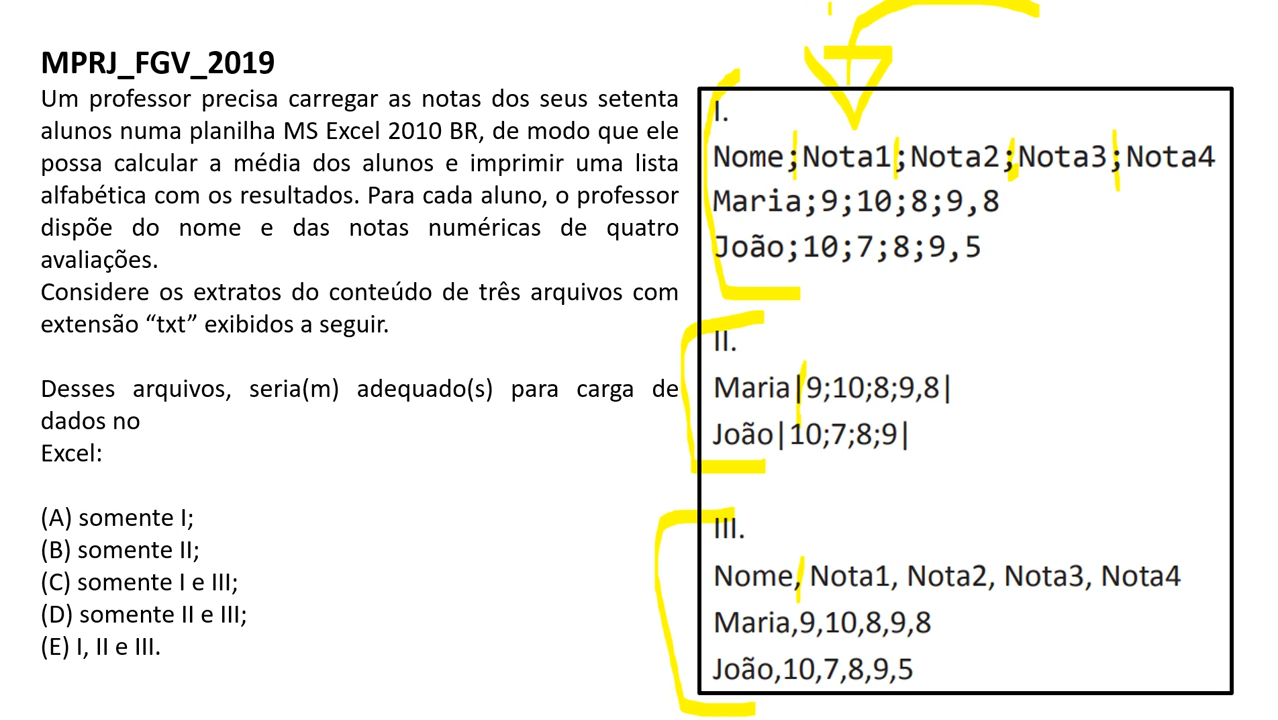 MPRJ_FGV_2019
Um professor precisa carregar as notas dos seus setenta
alunos numa planilha MS Excel 2010 BR, de modo que ele
possa calcular a média dos alunos e imprimir uma lista
alfabética com os resultados. Para cada aluno, o professor
dispõe do nome e das notas numéricas de quatro
avaliações.
Considere os extratos do conteúdo de três arquivos com
extensão “txt” exibidos a seguir.
Desses arquivos, seria(m) adequado(s) para carga de
dados no
Excel:
(A) somente I;
(B) somente II;
(C) somente I e III;
(D) somente II e III;
(E) I, II e III.
I.
Nome;Nota1;Nota2;Nota3;Nota4
Maria;9;10;8;9,8
João;10;7;8;9,5
II.
Maria|9;10;8;9,8|
João|10;7;8;9|
III.
Nome, Nota1, Nota2, Nota3, Nota4
Maria,9,10,8,9,8
João,10,7,8,9,5